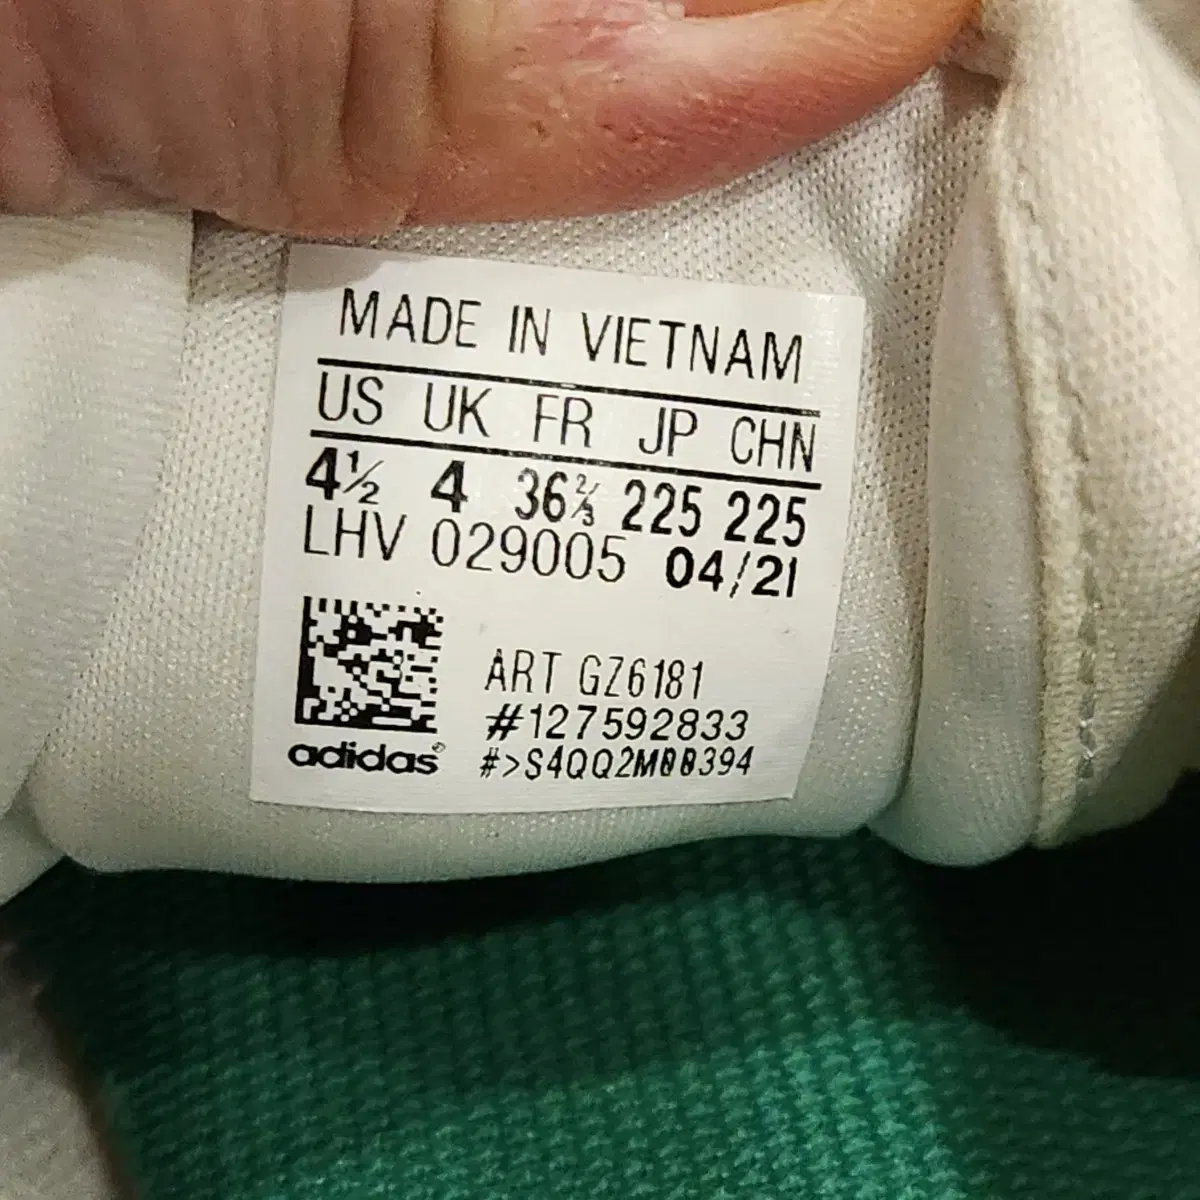 MADE IN VIETNAM
US UK FR JP CHN
4½ 4 36⅔ 225 225
LHV 029005 04/21
ART GZ6181
#127592833
adidas® #>S4QQ2M00394